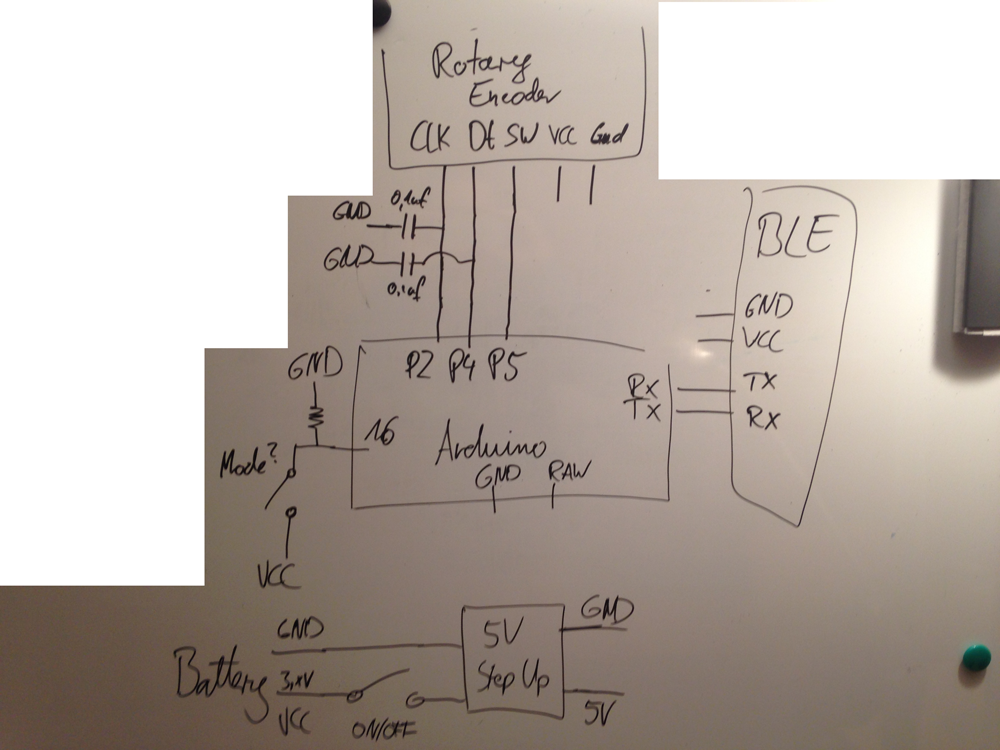 Rotary
Encoder
CLK Dt SW VCC Gnd
0,1uf
GND
GND
0,1uf
BLE
GND
VCC
TX
RX
P2 P4 P5
GND
Rx
Tx
16
Mode?
Arduino
GND RAW
VCC
GND
5V
Step Up
GND
Battery
3,xV
VCC
ON/OFF
5V